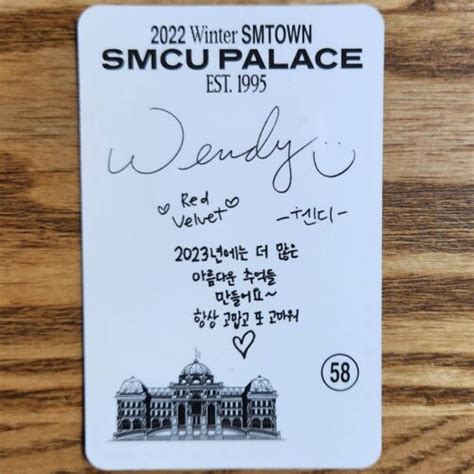 2022 Winter SMTOWN
SMCU PALACE
EST. 1995
Wendy
♡ Red ♡
Velvet
-웬디-
2023년에는 더 많은
아름다운 추억들
만들어요~
항상 고맙고 또 고마워
♡
58